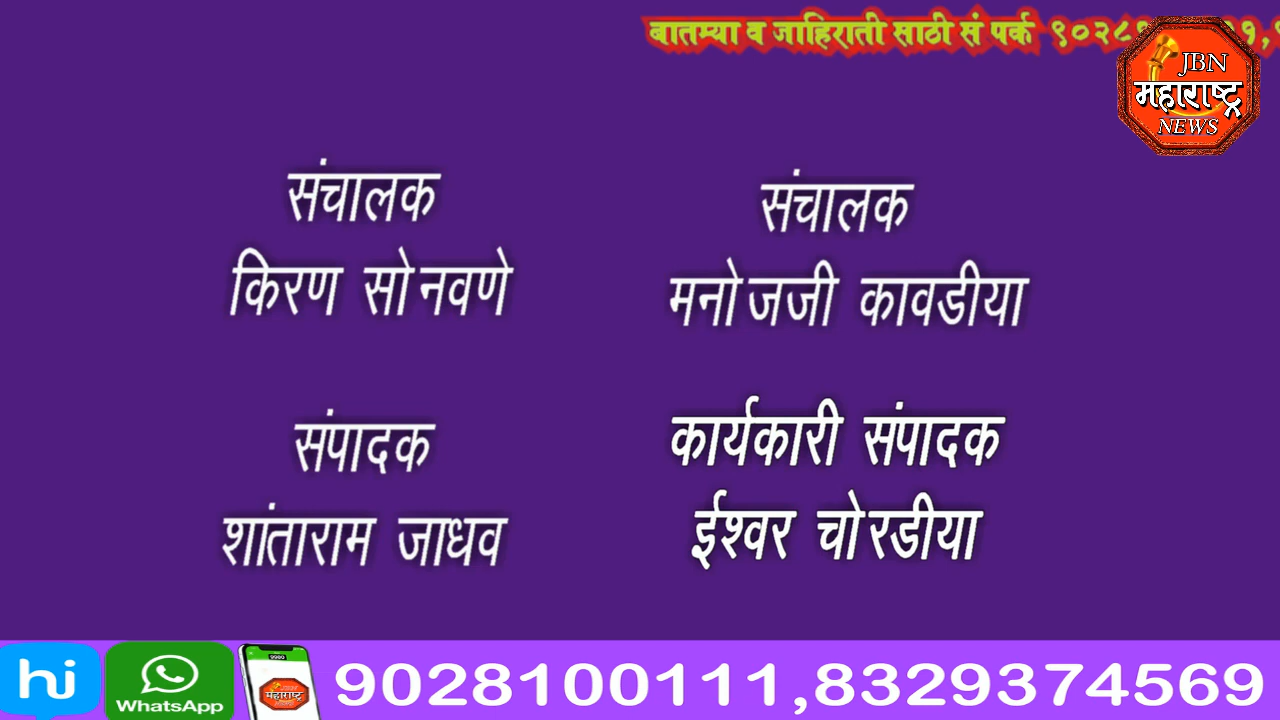 बातम्या व जाहिराती साठी संपर्क
JBN
महाराष्ट्र
NEWS
संचालक
किरण सोनवणे
संचालक
मनोजजी कावडीया
संपादक
शांताराम जाधव
कार्यकारी संपादक
ईश्वर चोरडीया
hi
WhatsApp
महाराष्ट्र
9028100111,8329374569